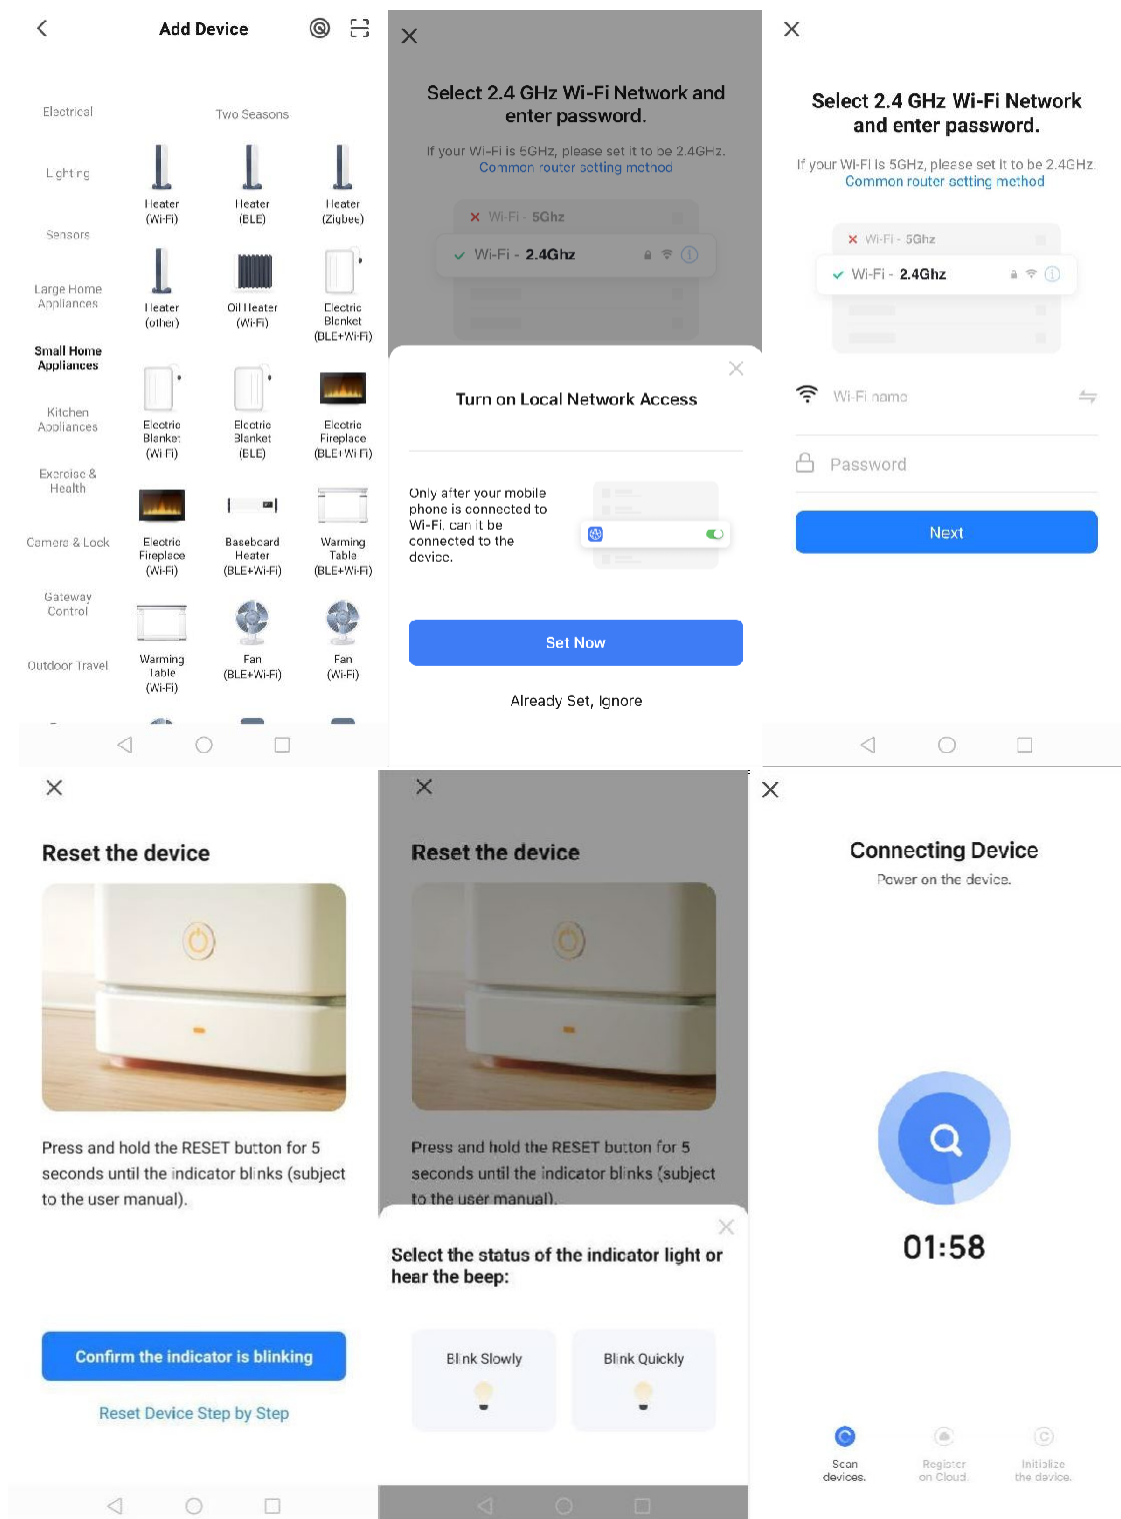 Add Device
Electrical
Lighting
Sensors
Large Home
Appliances
Small Home
Appliances
Kitchen
Appliances
Exercise &
Health
Camera & Lock
Gateway
Control
Outdoor Travel
Two Seasons
Heater
(Wi-Fi)
Heater
(BLE)
Heater
(Zigbee)
Heater
(other)
Oil Heater
(Wi-Fi)
Electric
Blanket
(BLE+Wi-Fi)
Electric
Blanket
(Wi-Fi)
Electric
Blanket
(BLE)
Electric
Fireplace
(BLE+Wi-Fi)
Electric
Fireplace
(Wi-Fi)
Baseboard
Heater
(BLE+Wi-Fi)
Warming
Table
(BLE+Wi-Fi)
Warming
Table
(Wi-Fi)
Fan
(BLE+Wi-Fi)
Fan
(Wi-Fi)
Select 2.4 GHz Wi-Fi Network and
enter password.
If your Wi-Fi is 5GHz, please set it to be 2.4GHz.
Common router setting method
Wi-Fi - 5Ghz
Wi-Fi - 2.4Ghz
Turn on Local Network Access
Only after your mobile
phone is connected to
Wi-Fi, can it be
connected to the
device.
Set Now
Already Set, Ignore
Select 2.4 GHz Wi-Fi Network
and enter password.
If your Wi-Fi is 5GHz, please set it to be 2.4GHz.
Common router setting method
Wi-Fi - 5Ghz
Wi-Fi - 2.4Ghz
Wi-Fi name
Password
Next
Reset the device
Press and hold the RESET button for 5
seconds until the indicator blinks (subject
to the user manual).
Confirm the indicator is blinking
Reset Device Step by Step
Reset the device
Press and hold the RESET button for 5
seconds until the indicator blinks (subject
to the user manual).
Select the status of the indicator light or
hear the beep:
Blink Slowly
Blink Quickly
Connecting Device
Power on the device.
01:58
Scan
devices.
Register
on Cloud.
Initialize
the device.